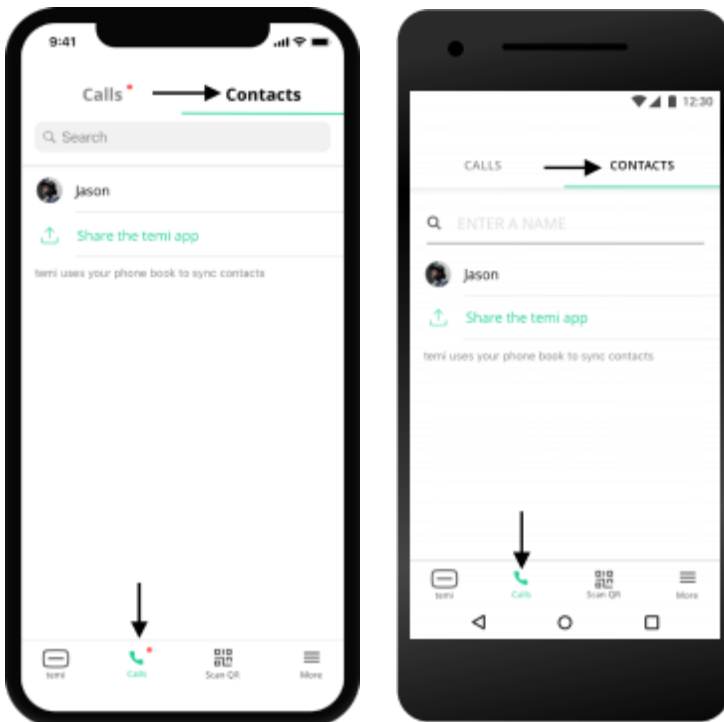 9:41
Calls Contacts
Search
Jason
Share the temi app
temi uses your phone book to sync contacts
temi Calls Scan QR More
12:30
CALLS CONTACTS
ENTER A NAME
Jason
Share the temi app
temi uses your phone book to sync contacts
temi Calls Scan QR More